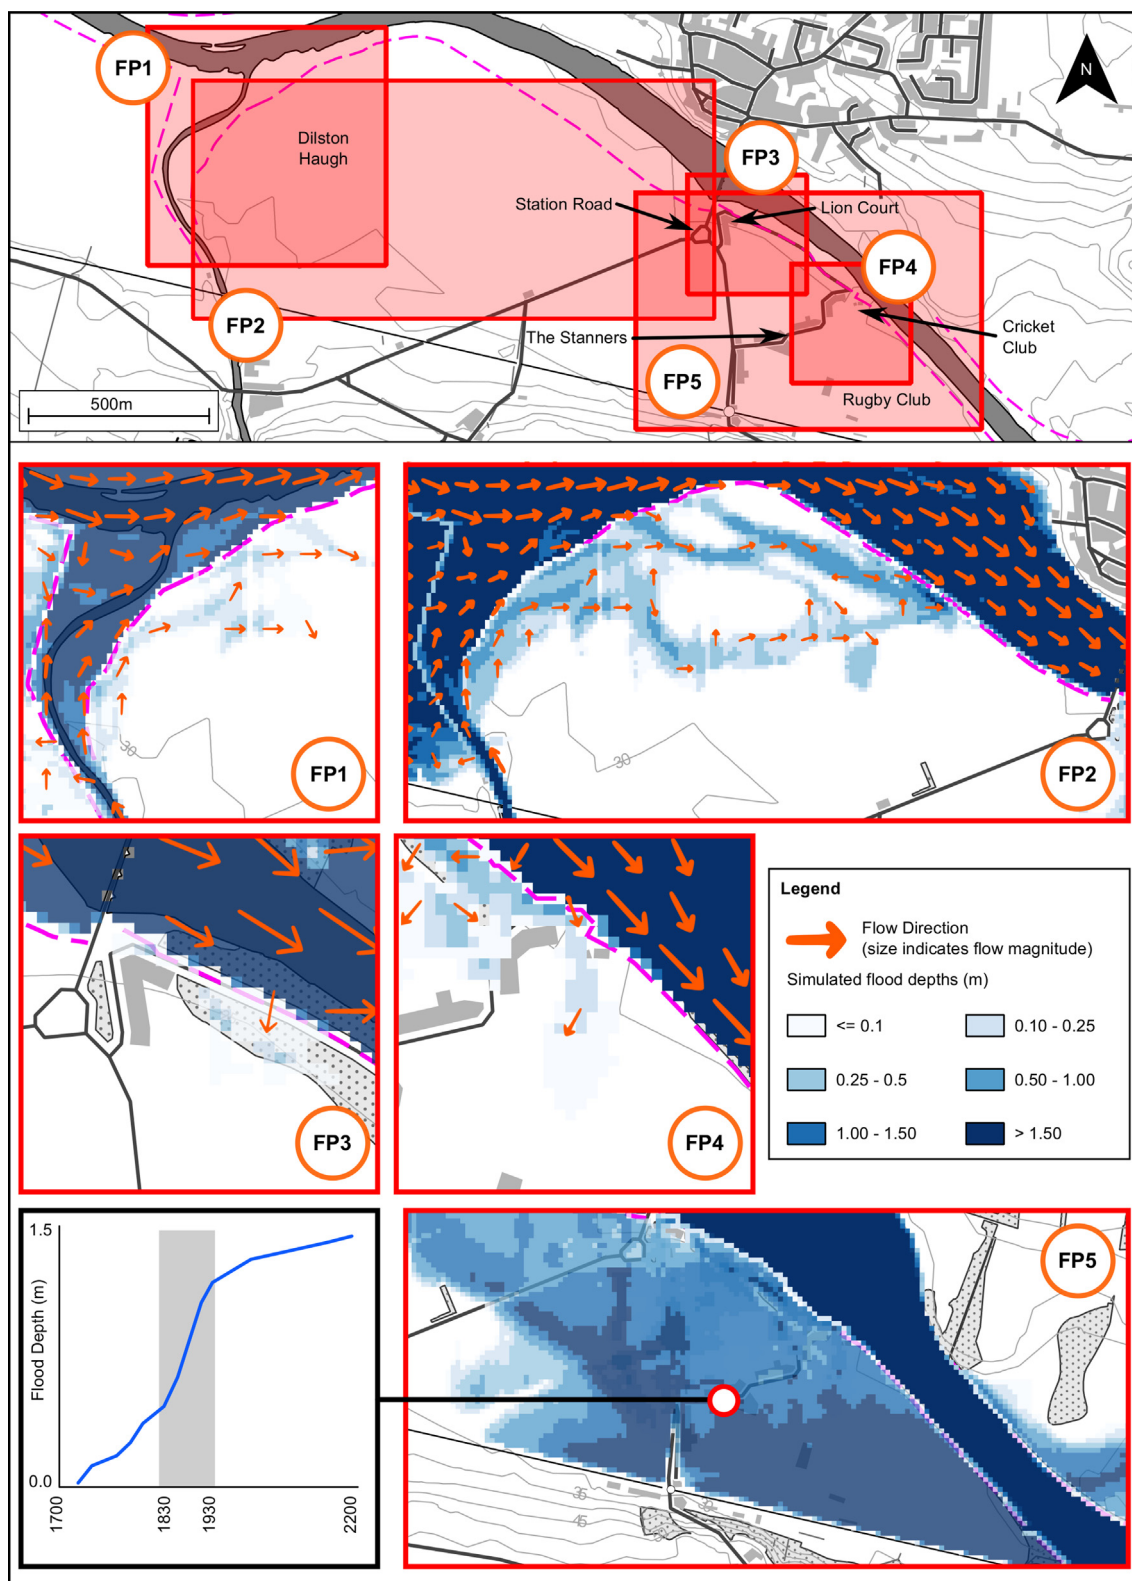 FP1
N
Dilston
Haugh
FP3
Station Road
Lion Court
FP4
FP2
The Stanners
Cricket
Club
FP5
Rugby Club
500m
30
FP1
30
FP2
FP3
FP4
Legend
Flow Direction
(size indicates flow magnitude)
Simulated flood depths (m)
<= 0.1
0.10 - 0.25
0.25 - 0.5
0.50 - 1.00
1.00 - 1.50
> 1.50
1.5
Flood Depth (m)
0.0
1700
1830
1930
2200
FP5
35
45